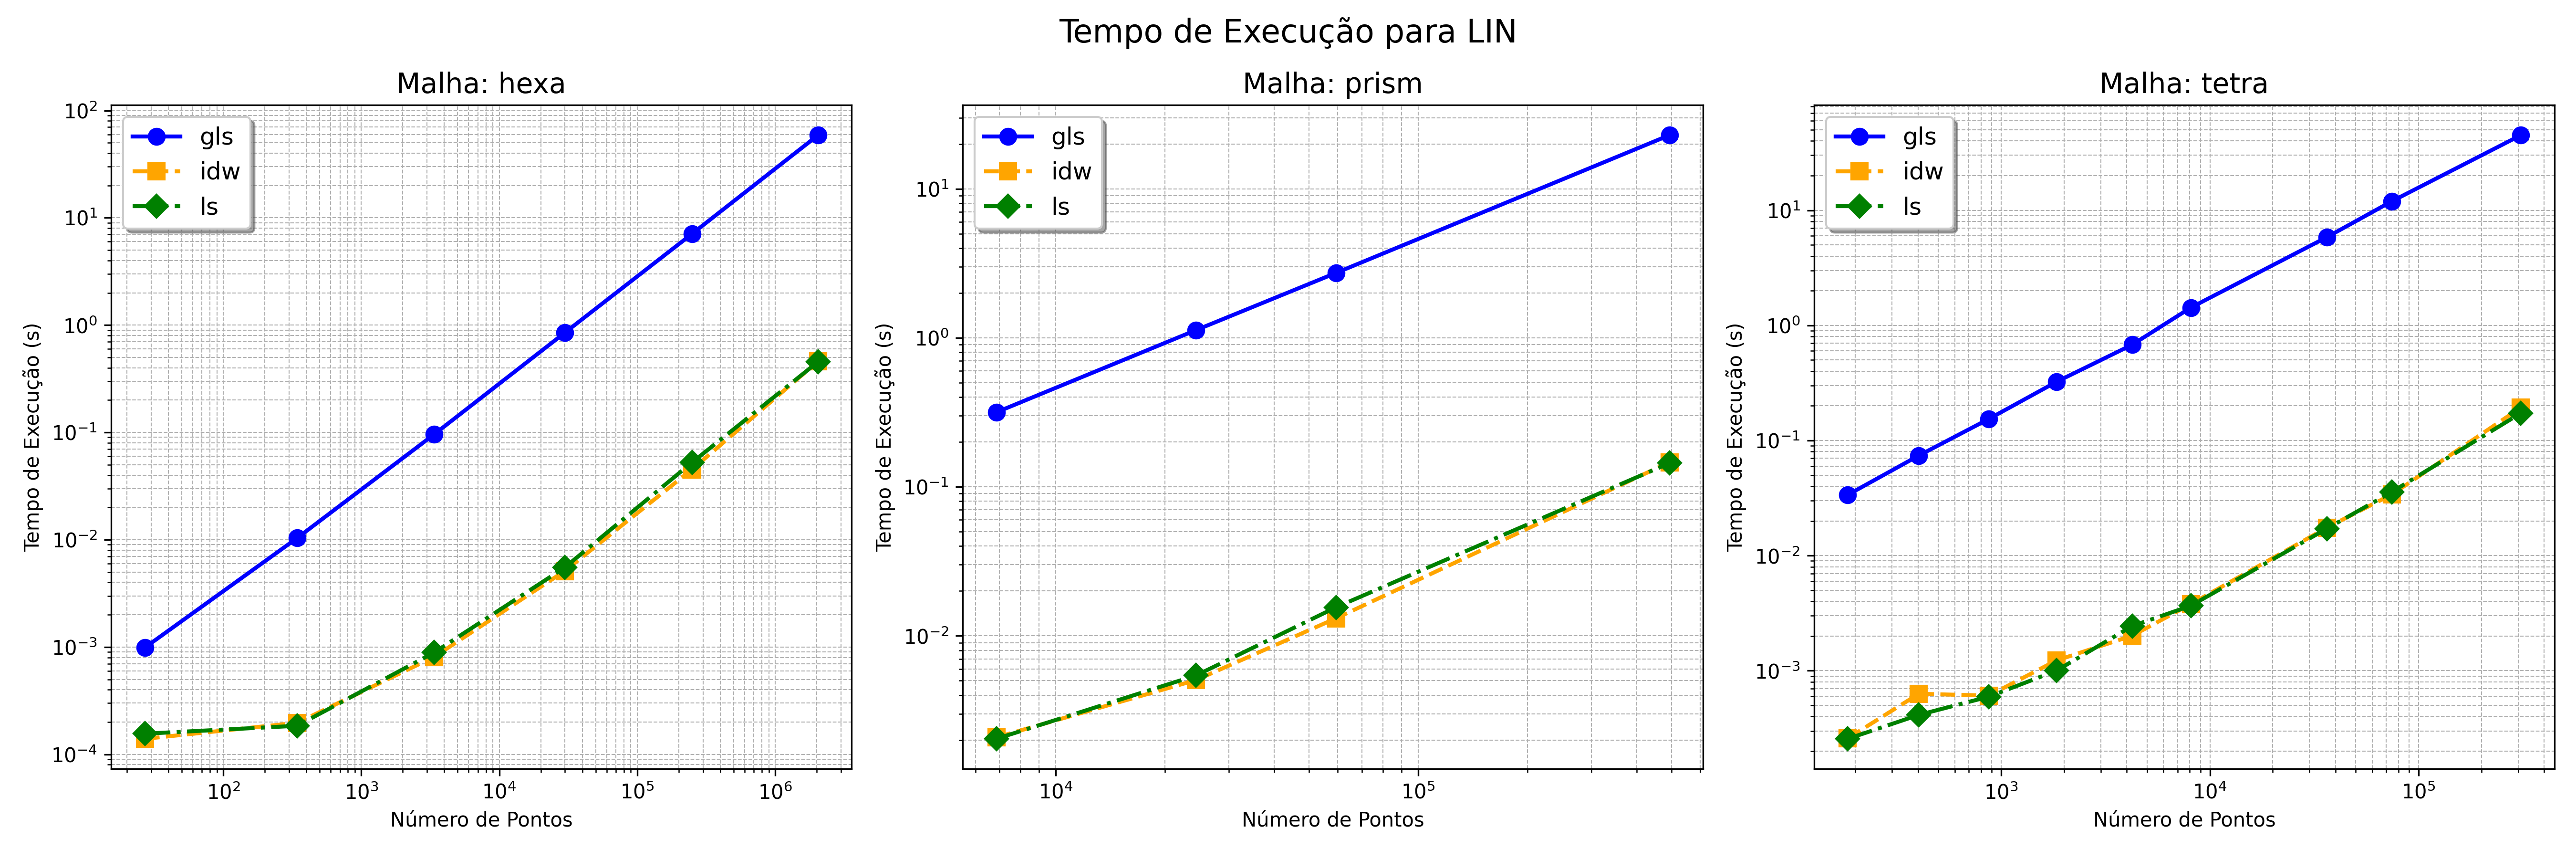 Tempo de Execução para LIN
Malha: hexa
gls
idw
ls
10²
10¹
10⁰
10⁻¹
10⁻²
10⁻³
10⁻⁴
Tempo de Execução (s)
10²
10³
10⁴
10⁵
10⁶
Número de Pontos
Malha: prism
gls
idw
ls
10¹
10⁰
10⁻¹
10⁻²
Tempo de Execução (s)
10⁴
10⁵
Número de Pontos
Malha: tetra
gls
idw
ls
10¹
10⁰
10⁻¹
10⁻²
10⁻³
Tempo de Execução (s)
10³
10⁴
10⁵
Número de Pontos